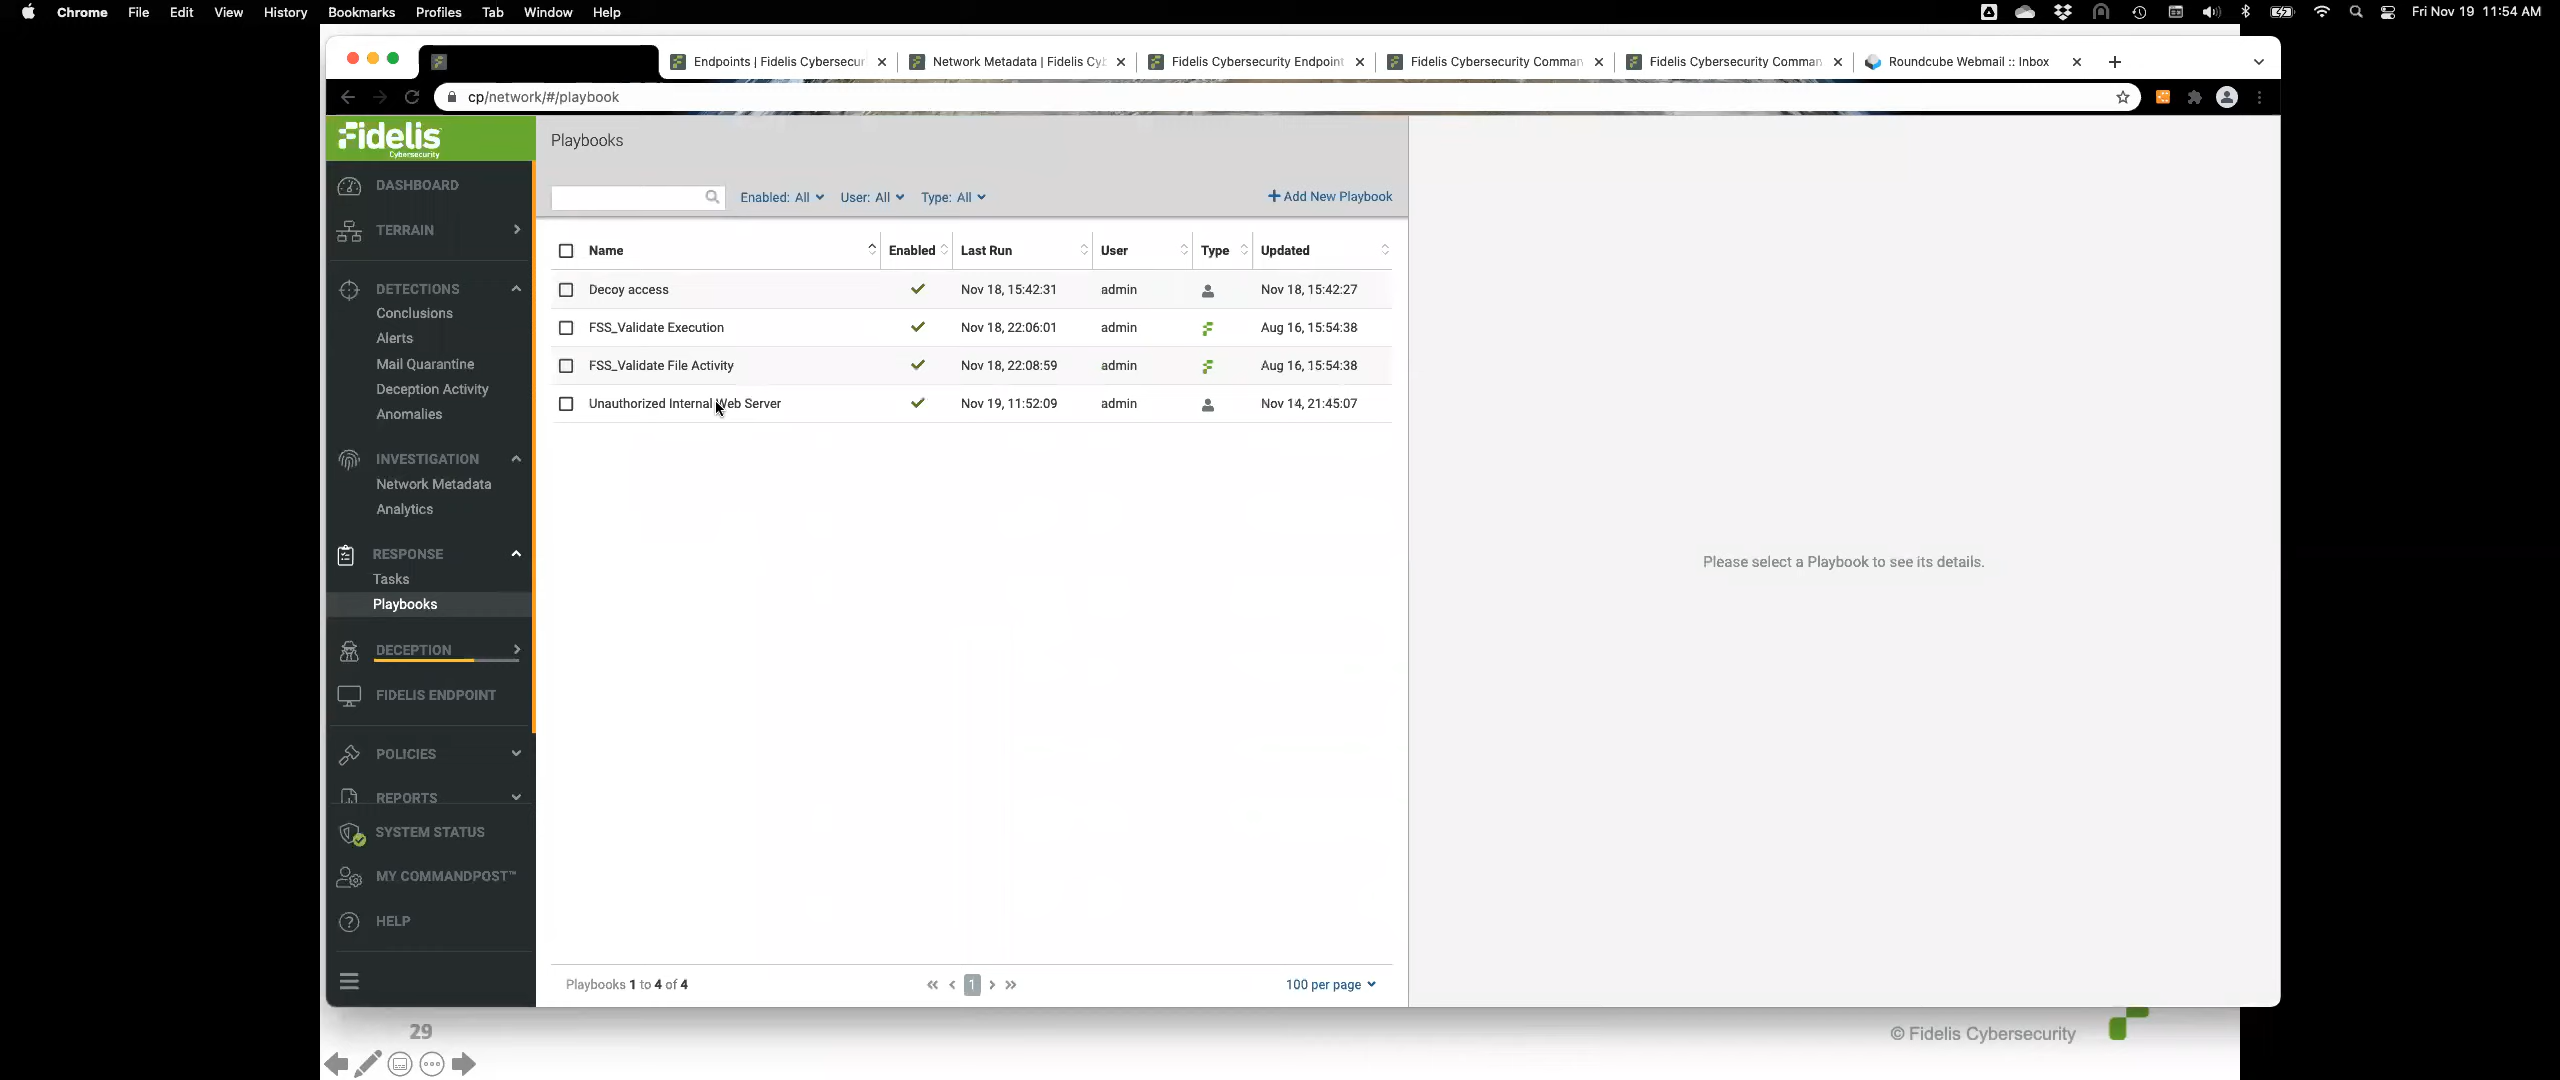 Chrome File Edit View History Bookmarks Profiles Tab Window Help Fri Nov 19 11:54 AM
Endpoints | Fidelis Cybersecur Network Metadata | Fidelis Cyb Fidelis Cybersecurity Endpoint Fidelis Cybersecurity Comman Fidelis Cybersecurity Comman Roundcube Webmail :: Inbox
cp/network/#/playbook
Fidelis
Cybersecurity
DASHBOARD
TERRAIN
DETECTIONS
Conclusions
Alerts
Mail Quarantine
Deception Activity
Anomalies
INVESTIGATION
Network Metadata
Analytics
RESPONSE
Tasks
Playbooks
DECEPTION
FIDELIS ENDPOINT
POLICIES
REPORTS
SYSTEM STATUS
MY COMMANDPOST™
HELP
Playbooks
Enabled: All User: All Type: All + Add New Playbook
Name Enabled Last Run User Type Updated
Decoy access Nov 18, 15:42:31 admin Nov 18, 15:42:27
FSS_Validate Execution Nov 18, 22:06:01 admin Aug 16, 15:54:38
FSS_Validate File Activity Nov 18, 22:08:59 admin Aug 16, 15:54:38
Unauthorized Internal Web Server Nov 19, 11:52:09 admin Nov 14, 21:45:07
Playbooks 1 to 4 of 4 << < 1 > >> 100 per page
Please select a Playbook to see its details.
29
© Fidelis Cybersecurity